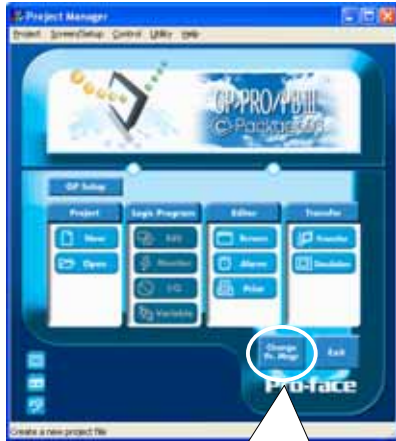 Project Manager
Project Screen/Setup Control Utility Help
GP-PRO/PBIII
C-Package
GP Setup
Project Logic Program Editor Transfer
New Edit Screen Transfer
Open Monitor Alarm Simulation
I/O Print
Variable
Change
Pr. Mngr
Exit
Pro-face
Create a new project file